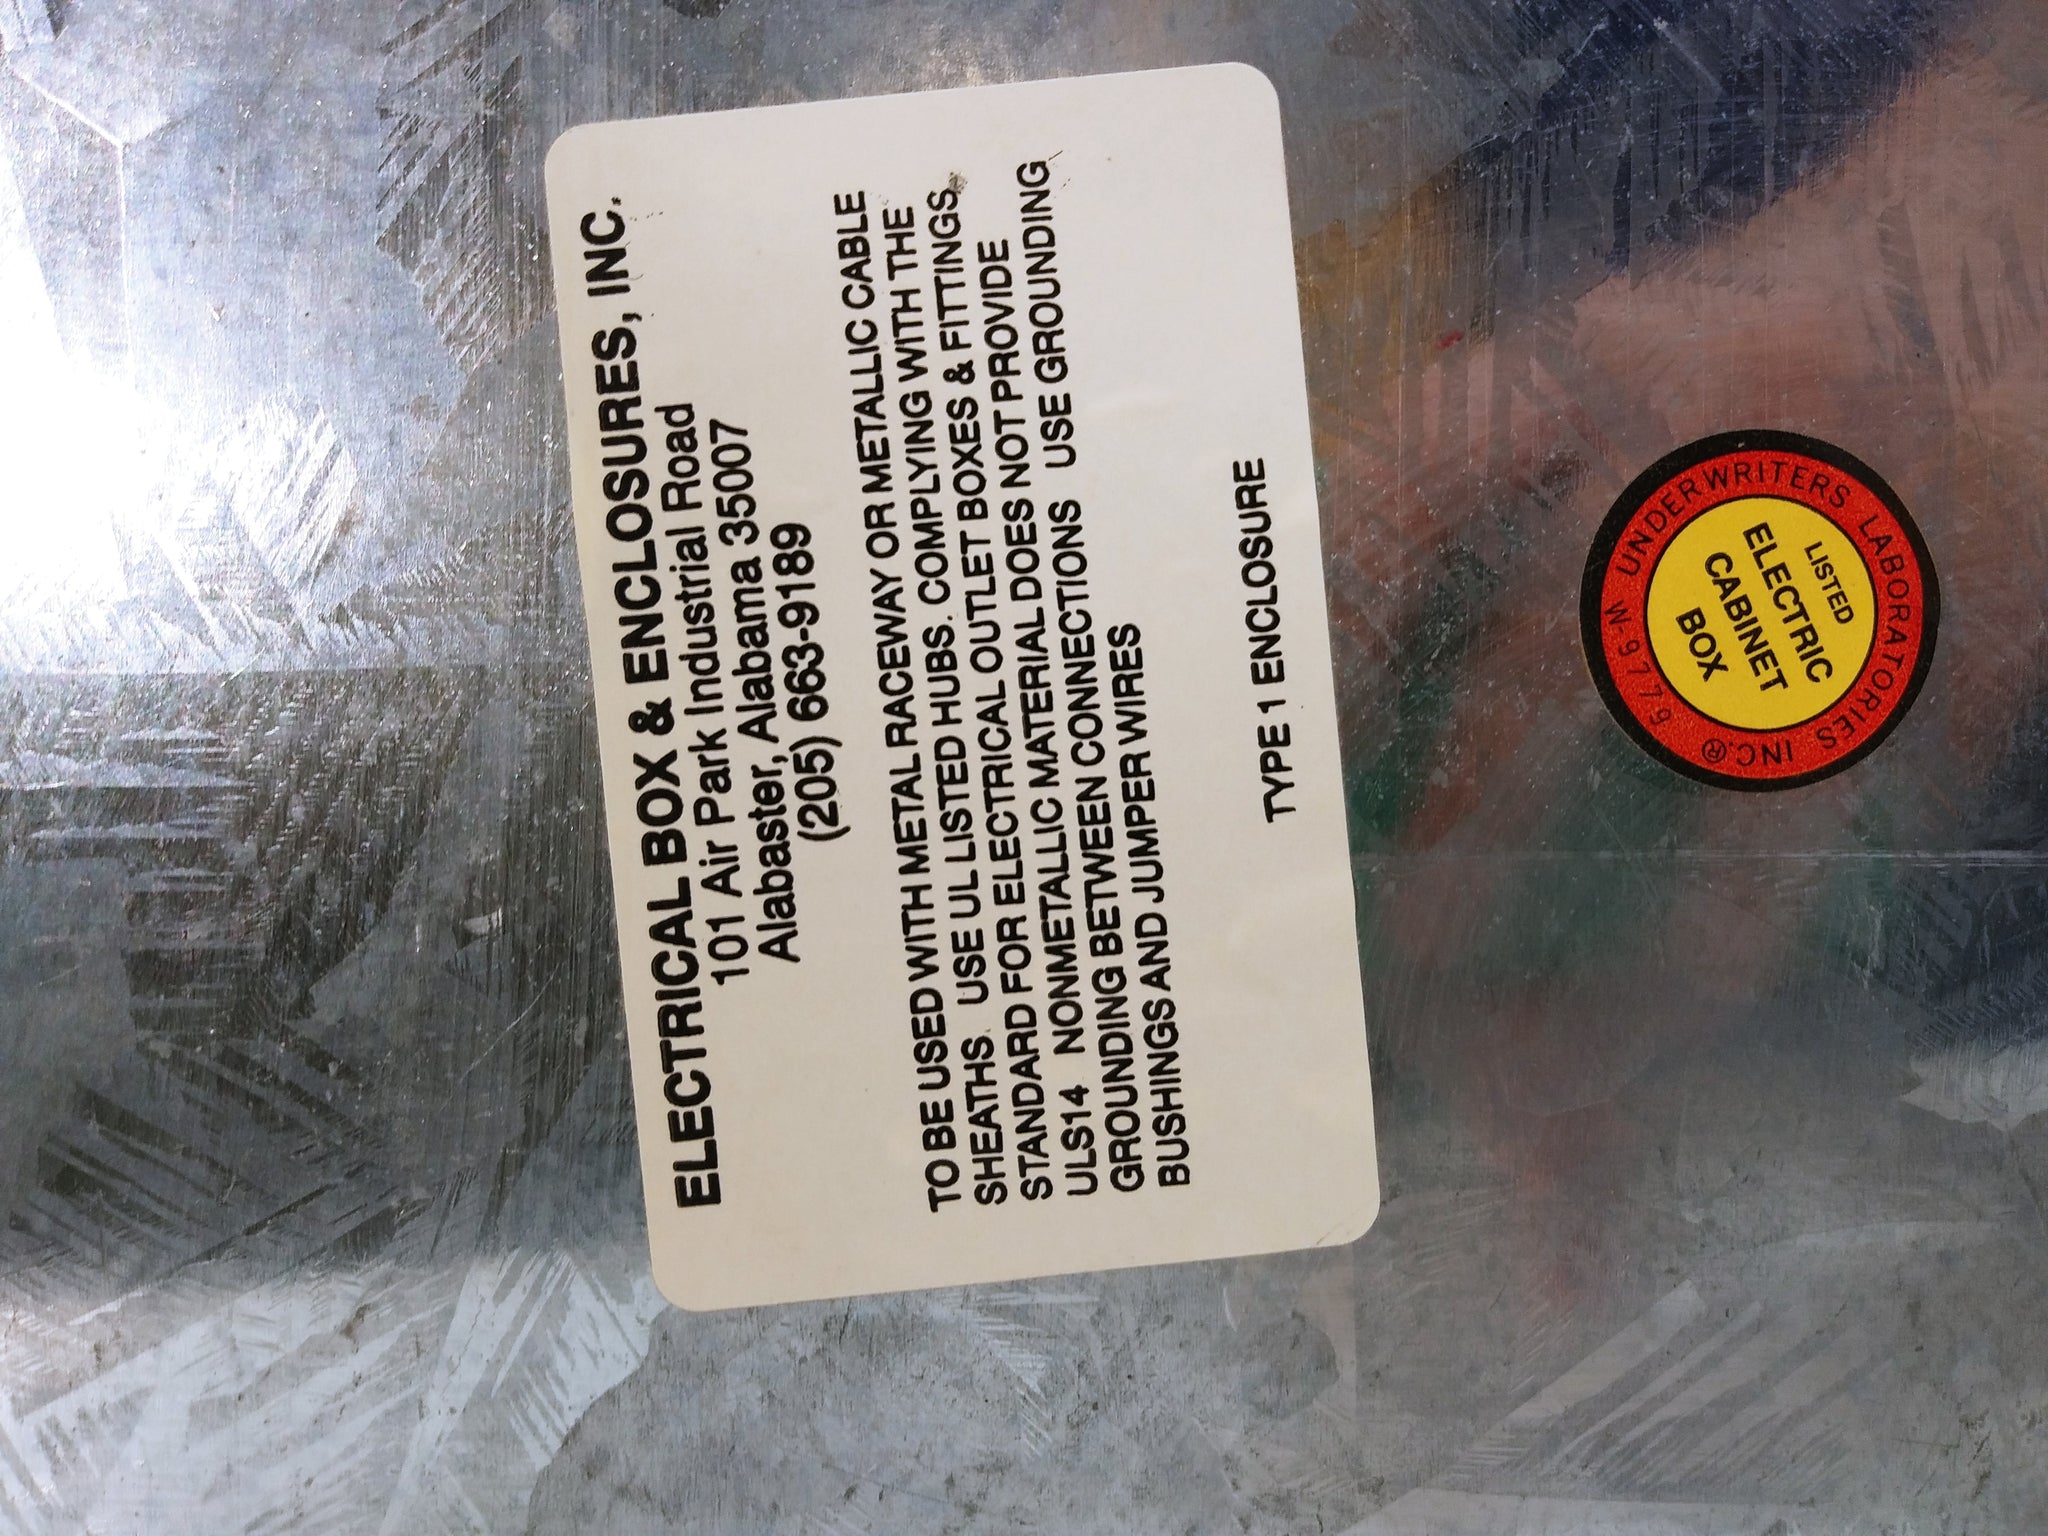 ELECTRICAL BOX & ENCLOSURES, INC.
101 Air Park Industrial Road
Alabaster, Alabama 35007
(205) 663-9189
TO BE USED WITH METAL RACEWAY OR METALLIC CABLE
SHEATHS. USE UL LISTED HUBS. COMPLYING WITH THE
STANDARD FOR ELECTRICAL OUTLET BOXES & FITTINGS,
ULS14 NONMETALLIC MATERIAL DOES NOT PROVIDE
GROUNDING BETWEEN CONNECTIONS USE GROUNDING
BUSHINGS AND JUMPER WIRES
TYPE 1 ENCLOSURE
UNDERWRITERS LABORATORIES INC.®
LISTED
ELECTRIC
CABINET
BOX
W-9779